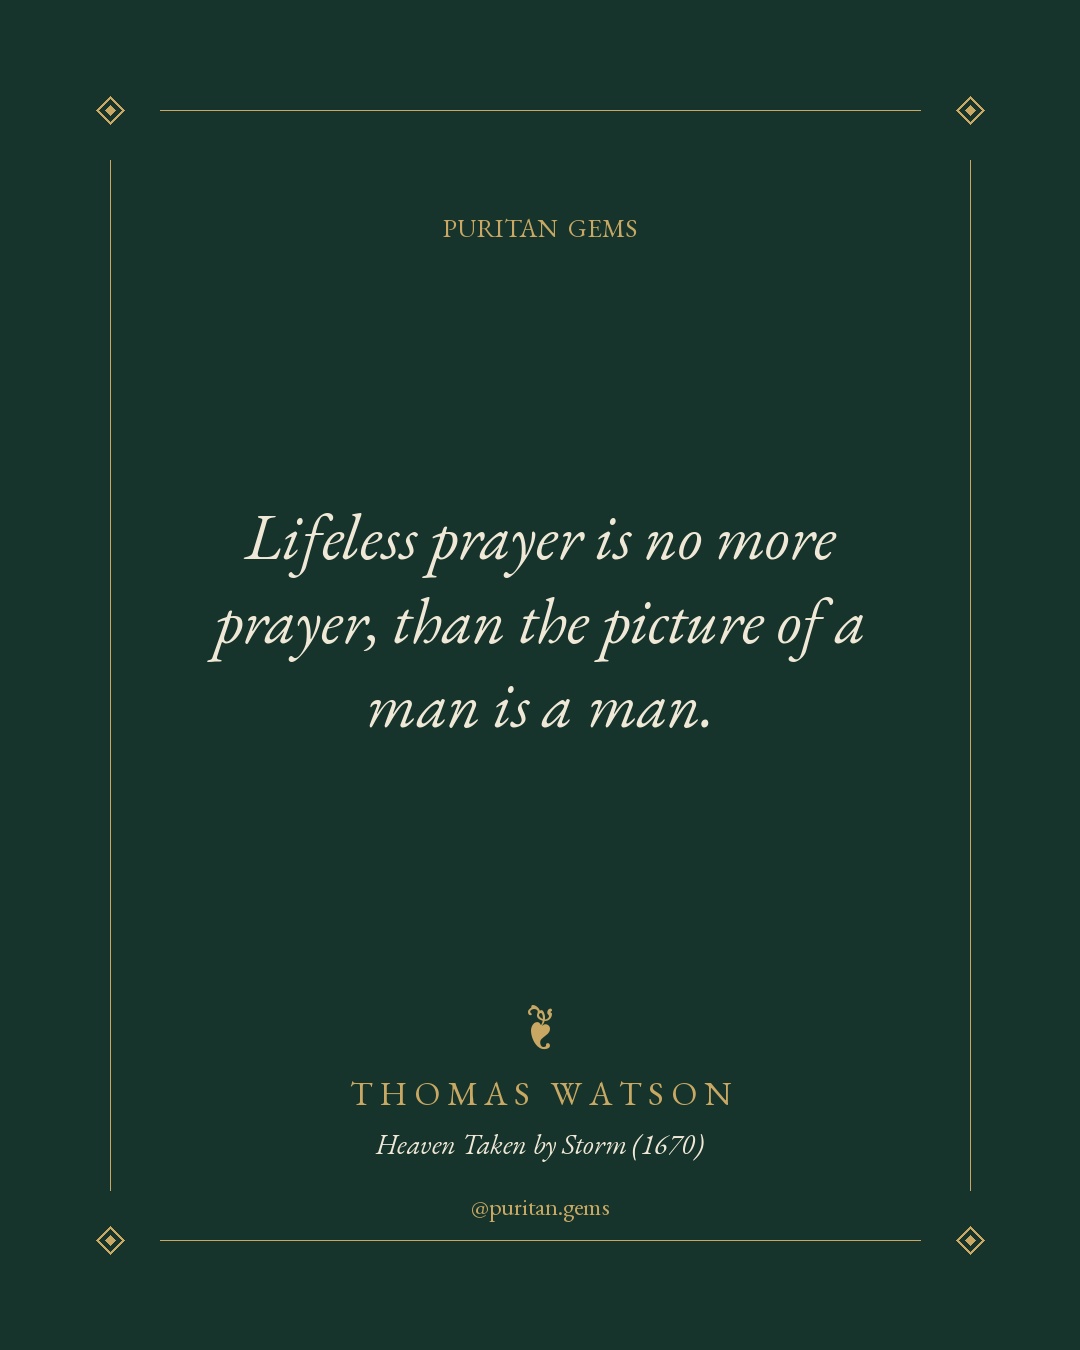 PURITAN GEMS
Lifeless prayer is no more
prayer, than the picture of a
man is a man.
THOMAS WATSON
Heaven Taken by Storm (1670)
@puritan.gems